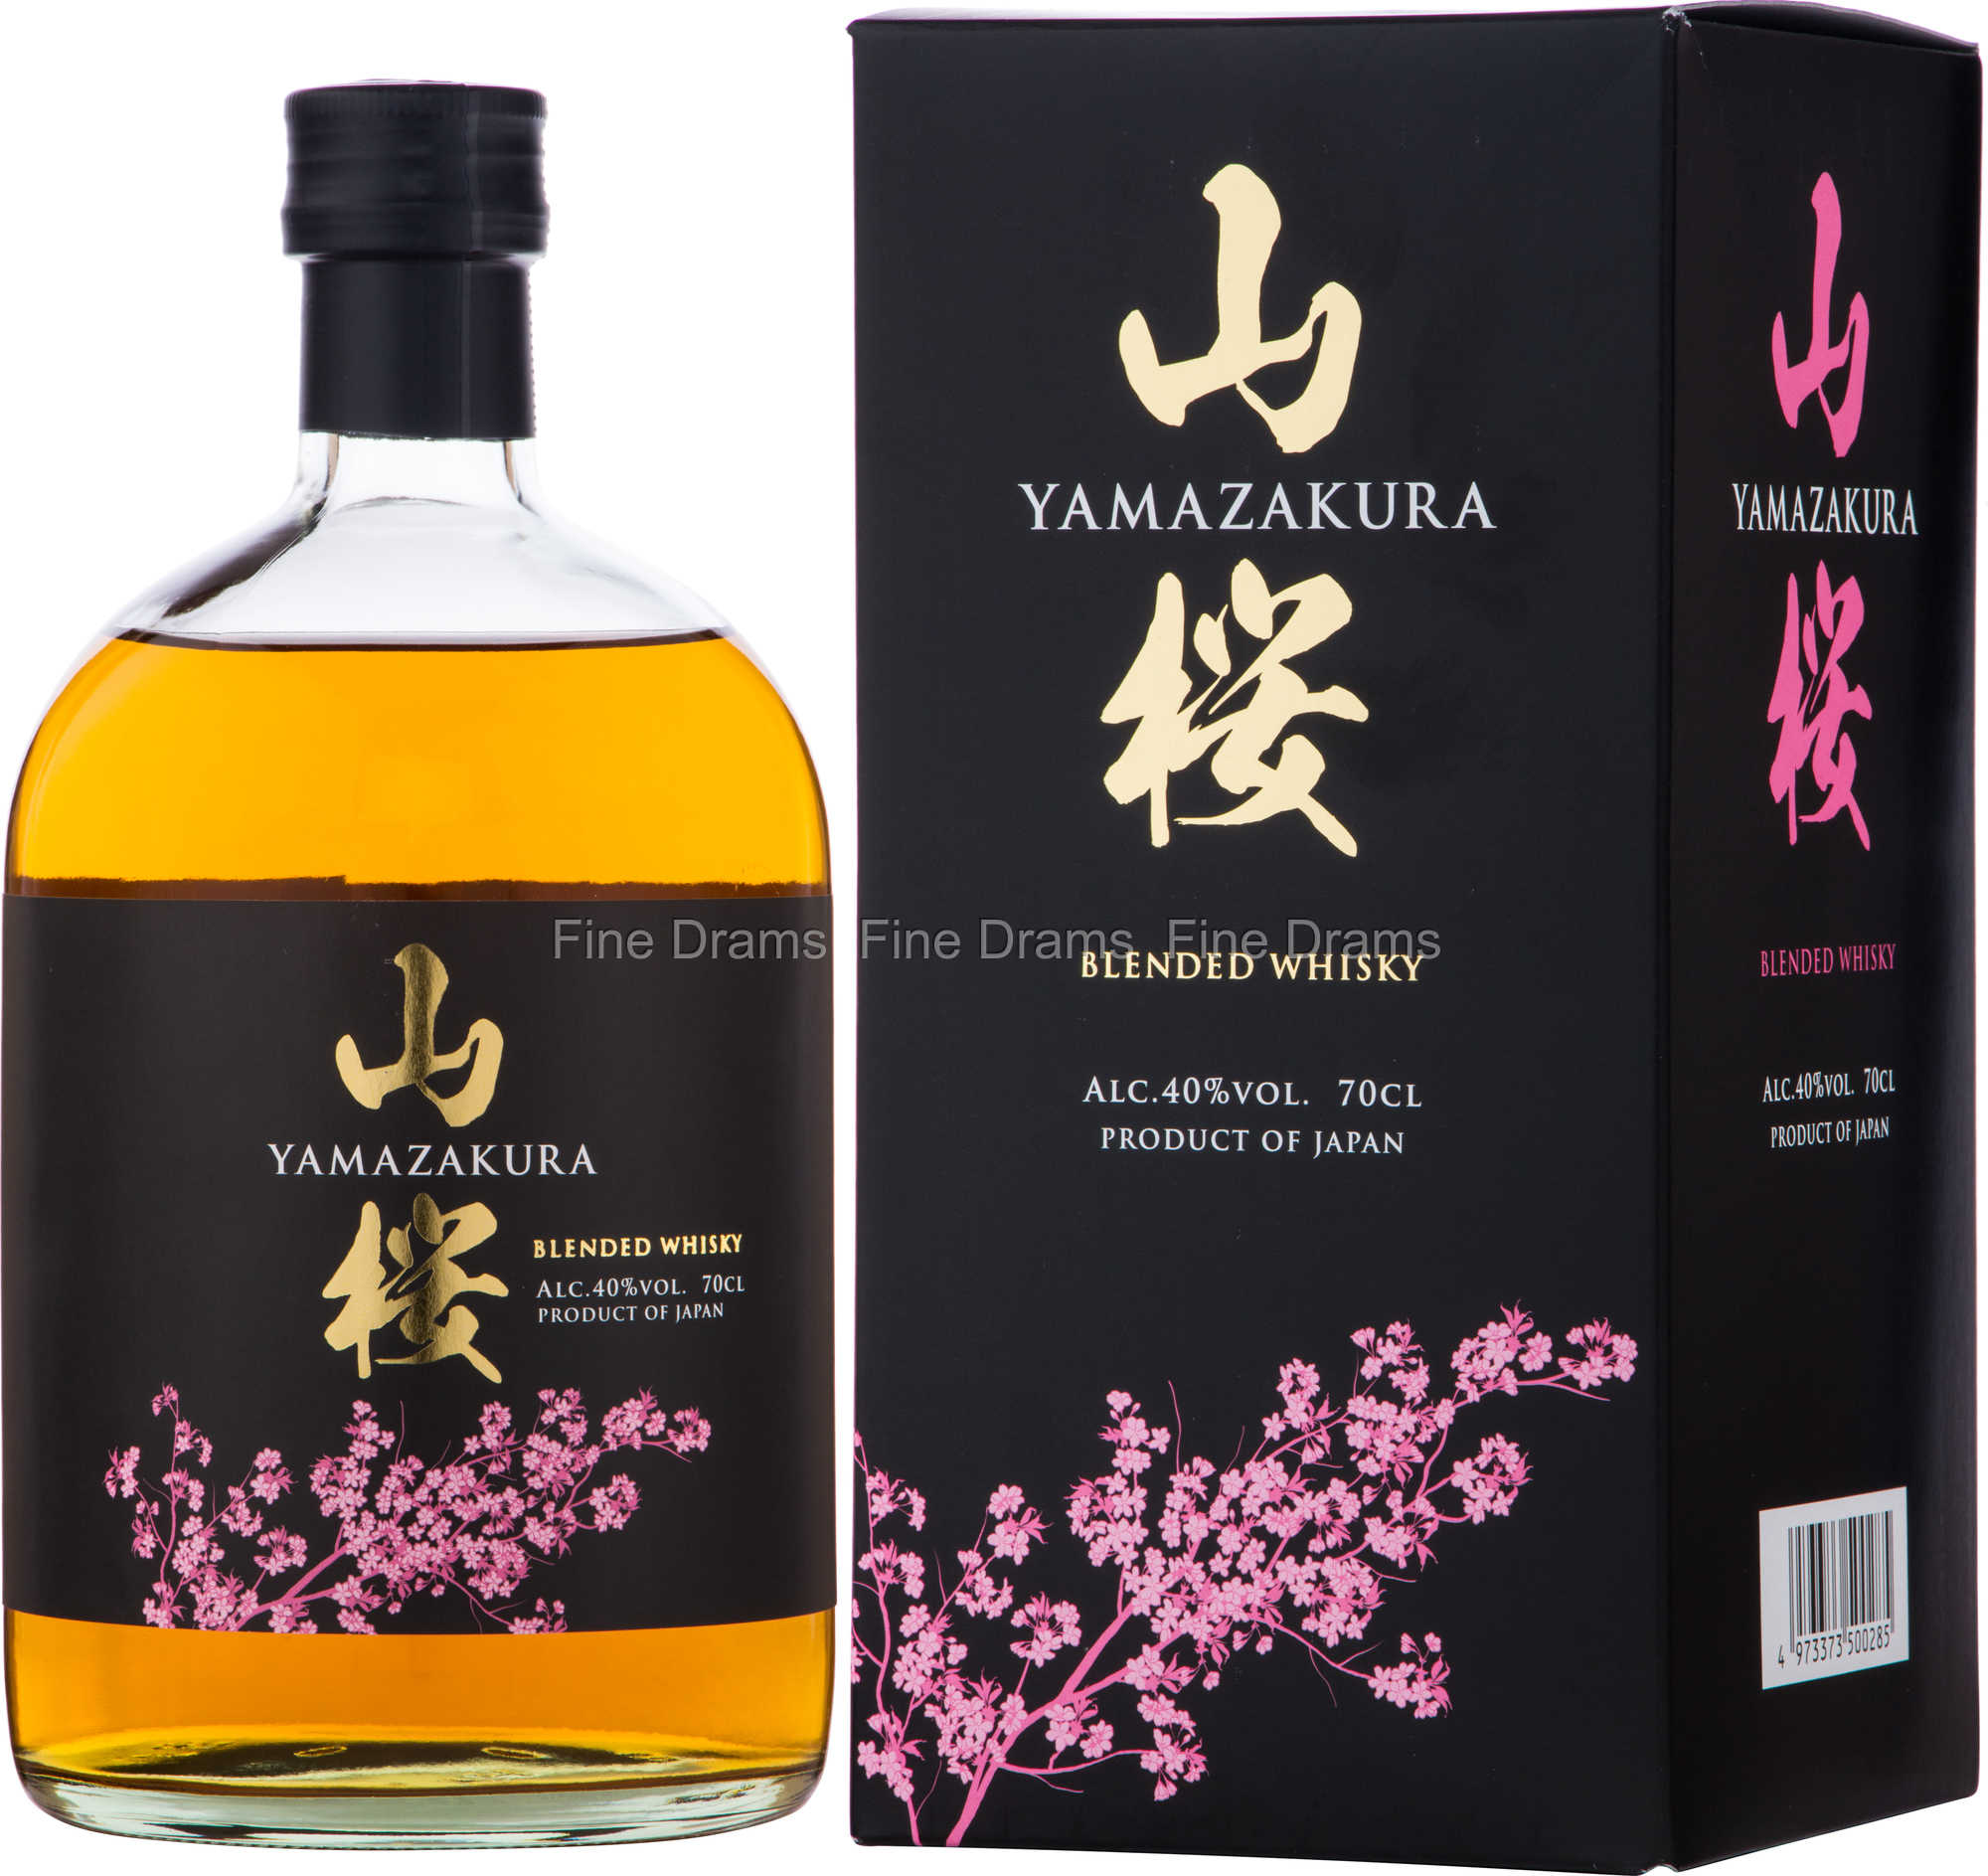 山
YAMAZAKURA
桜
BLENDED WHISKY
ALC.40%VOL. 70CL
PRODUCT OF JAPAN
山
YAMAZAKURA
桜
BLENDED WHISKY
ALC.40%VOL. 70CL
PRODUCT OF JAPAN
山
YAMAZAKURA
桜
BLENDED WHISKY
ALC.40%VOL. 70CL
PRODUCT OF JAPAN
4 973373 500285
Fine Drams Fine Drams Fine Drams